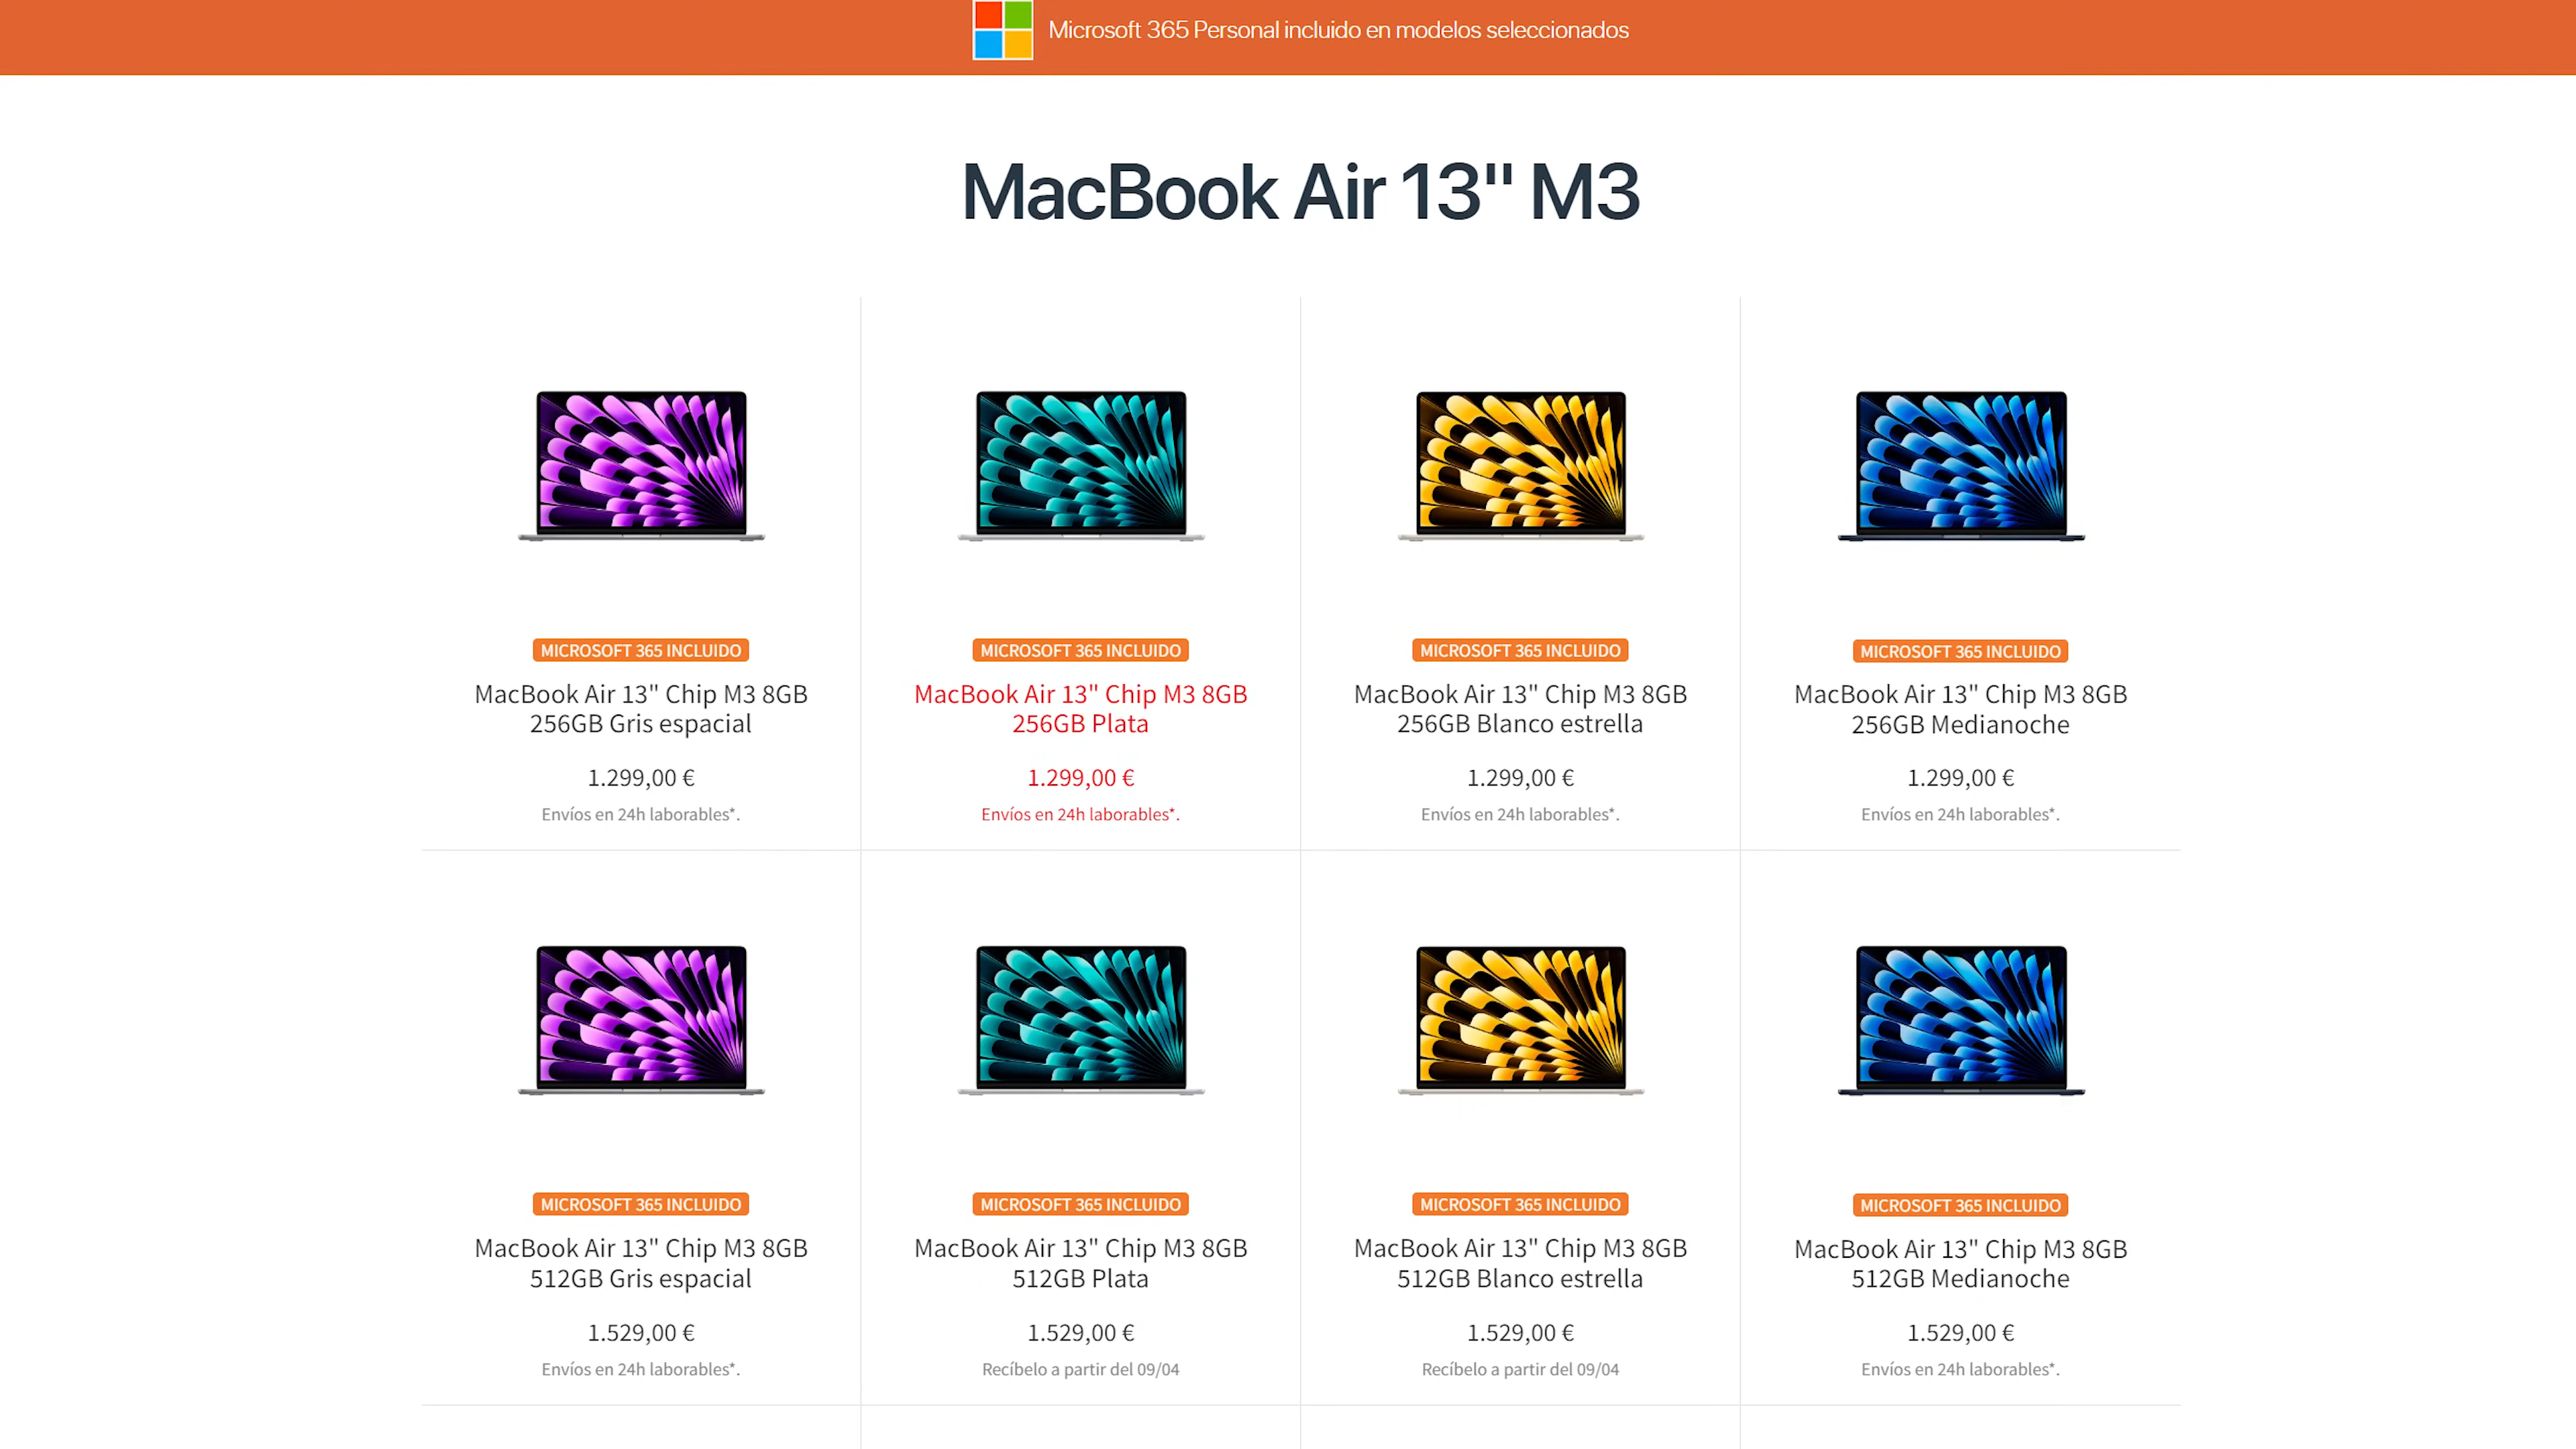 Microsoft 365 Personal incluido en modelos seleccionados
MacBook Air 13" M3
MICROSOFT 365 INCLUIDO
MacBook Air 13" Chip M3 8GB
256GB Gris espacial
1.299,00 €
Envíos en 24h laborables*.
MICROSOFT 365 INCLUIDO
MacBook Air 13" Chip M3 8GB
256GB Plata
1.299,00 €
Envíos en 24h laborables*.
MICROSOFT 365 INCLUIDO
MacBook Air 13" Chip M3 8GB
256GB Blanco estrella
1.299,00 €
Envíos en 24h laborables*.
MICROSOFT 365 INCLUIDO
MacBook Air 13" Chip M3 8GB
256GB Medianoche
1.299,00 €
Envíos en 24h laborables*.
MICROSOFT 365 INCLUIDO
MacBook Air 13" Chip M3 8GB
512GB Gris espacial
1.529,00 €
Envíos en 24h laborables*.
MICROSOFT 365 INCLUIDO
MacBook Air 13" Chip M3 8GB
512GB Plata
1.529,00 €
Recíbelo a partir del 09/04
MICROSOFT 365 INCLUIDO
MacBook Air 13" Chip M3 8GB
512GB Blanco estrella
1.529,00 €
Recíbelo a partir del 09/04
MICROSOFT 365 INCLUIDO
MacBook Air 13" Chip M3 8GB
512GB Medianoche
1.529,00 €
Envíos en 24h laborables*.